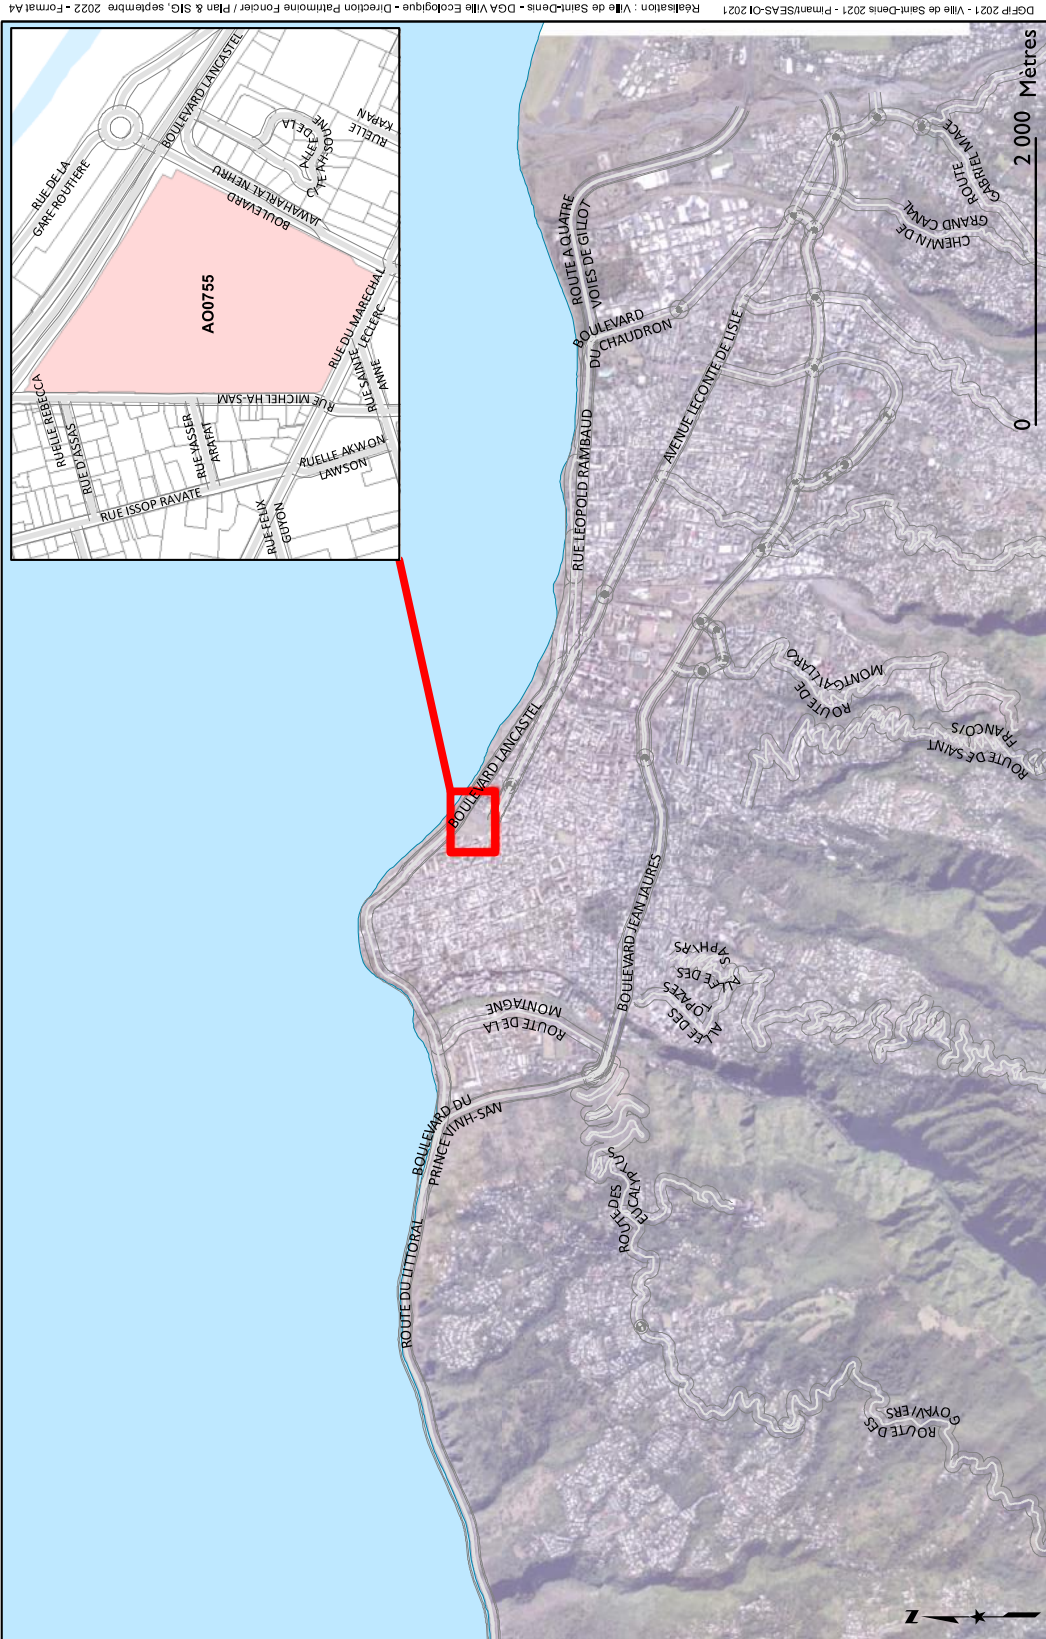 DGFiP 2021 - Ville de Saint-Denis 2021 - Piman/SEAS-OI 2021
Réalisation : Ville de Saint-Denis - DGA Ville Ecologique - Direction Patrimoine Foncier / Plan & SIG, septembre 2022 - Format A4
RUE DE LA
GARE ROUTIERE
BOULEVARD LANCASTEL
ALLEE DE LA
CITE AH-SOUNE
RUELLE
KAPAN
BOULEVARD
JAWAHARLAL NEHRU
AO0755
RUE DU MARECHAL
LECLERC
RUE SAINTE
ANNE
RUE MICHEL HA-SAM
RUELLE REBECCA
RUE D'ASSAS
RUE YASSER
ARAFAT
RUE ISSOP RAVATE
RUELLE AKWON
LAWSON
RUE FELIX
GUYON
2 000 Mètres
0
GABRIEL MACE
ROUTE
CHEMIN DE
GRAND CANAL
ROUTE A QUATRE
VOIES DE GILLOT
BOULEVARD
DU CHAUDRON
AVENUE LECONTE DE LISLE
RUE LEOPOLD RAMBAUD
BOULEVARD LANCASTEL
ROUTE DE
MONTGAILLARD
ROUTE DE SAINT
FRANCOIS
BOULEVARD JEAN JAURES
ALLEE DES
SAPHIRS
ALLEE DES
TOPAZES
ROUTE DE LA
MONTAGNE
BOULEVARD DU
PRINCE VINH-SAN
ROUTE DU LITTORAL
ROUTE DES
EUCALYPTUS
ROUTE DES
GOYAVIERS
N